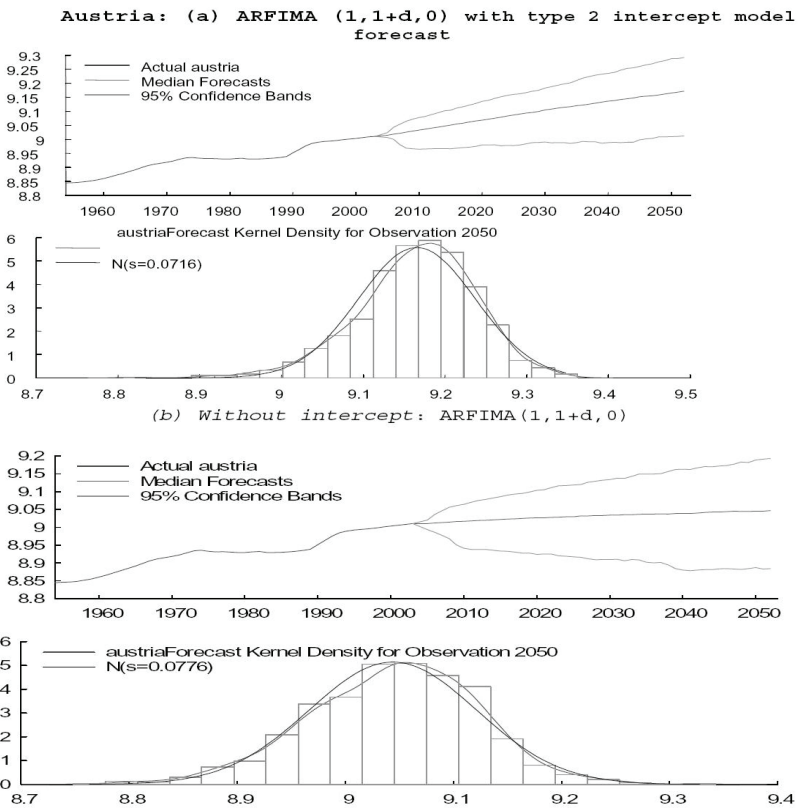 Austria: (a) ARFIMA (1,1+d,0) with type 2 intercept model
forecast
9.3
9.25
9.2
9.15
9.1
9.05
9
8.95
8.9
8.85
8.8
Actual austria
Median Forecasts
95% Confidence Bands
1960 1970 1980 1990 2000 2010 2020 2030 2040 2050
austriaForecast Kernel Density for Observation 2050
N(s=0.0716)
6
5
4
3
2
1
0
8.7 8.8 8.9 9 9.1 9.2 9.3 9.4 9.5
(b) Without intercept: ARFIMA(1,1+d,0)
9.2
9.15
9.1
9.05
9
8.95
8.9
8.85
8.8
Actual austria
Median Forecasts
95% Confidence Bands
1960 1970 1980 1990 2000 2010 2020 2030 2040 2050
austriaForecast Kernel Density for Observation 2050
N(s=0.0776)
6
5
4
3
2
1
0
8.7 8.8 8.9 9 9.1 9.2 9.3 9.4